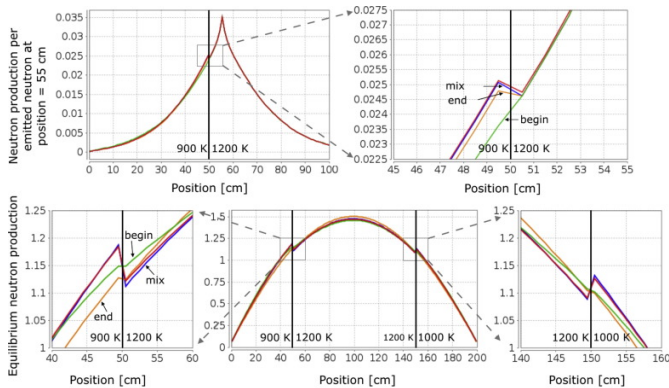 Neutron production per
emitted neutron at
position = 55 cm
0.035
0.03
0.025
0.02
0.015
0.01
0.005
0
900 K 1200 K
0 20 40 60 80 100
Position [cm]
0.0275
0.027
0.0265
0.026
0.0255
0.025
0.0245
0.024
0.0235
0.023
0.0225
mix
end
begin
900 K 1200 K
45 46 47 48 49 50 51 52 53 54 55
Position [cm]
Equilibrium neutron production
1.25
1.2
1.15
1.1
1.05
1
begin
mix
end
900 K 1200 K
40 45 50 55 60
Position [cm]
1.5
1.25
1
0.75
0.5
0.25
0
900 K 1200 K
1200 K 1000 K
0 20 40 60 80 100 120 140 160 180 200
Position [cm]
1.25
1.2
1.15
1.1
1.05
1
1200 K 1000 K
140 145 150 155 160
Position [cm]